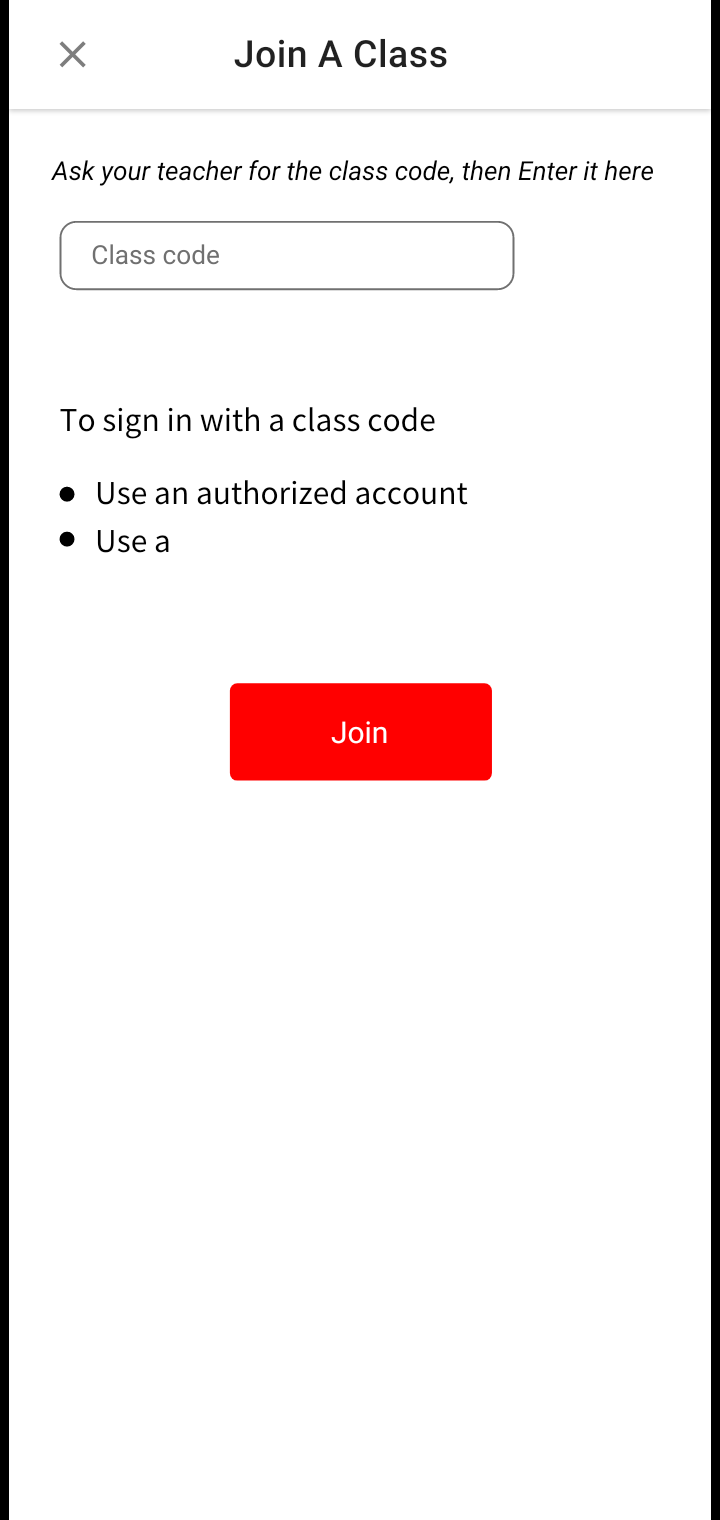 Join A Class
Ask your teacher for the class code, then Enter it here
Class code
To sign in with a class code
Use an authorized account
Use a
Join